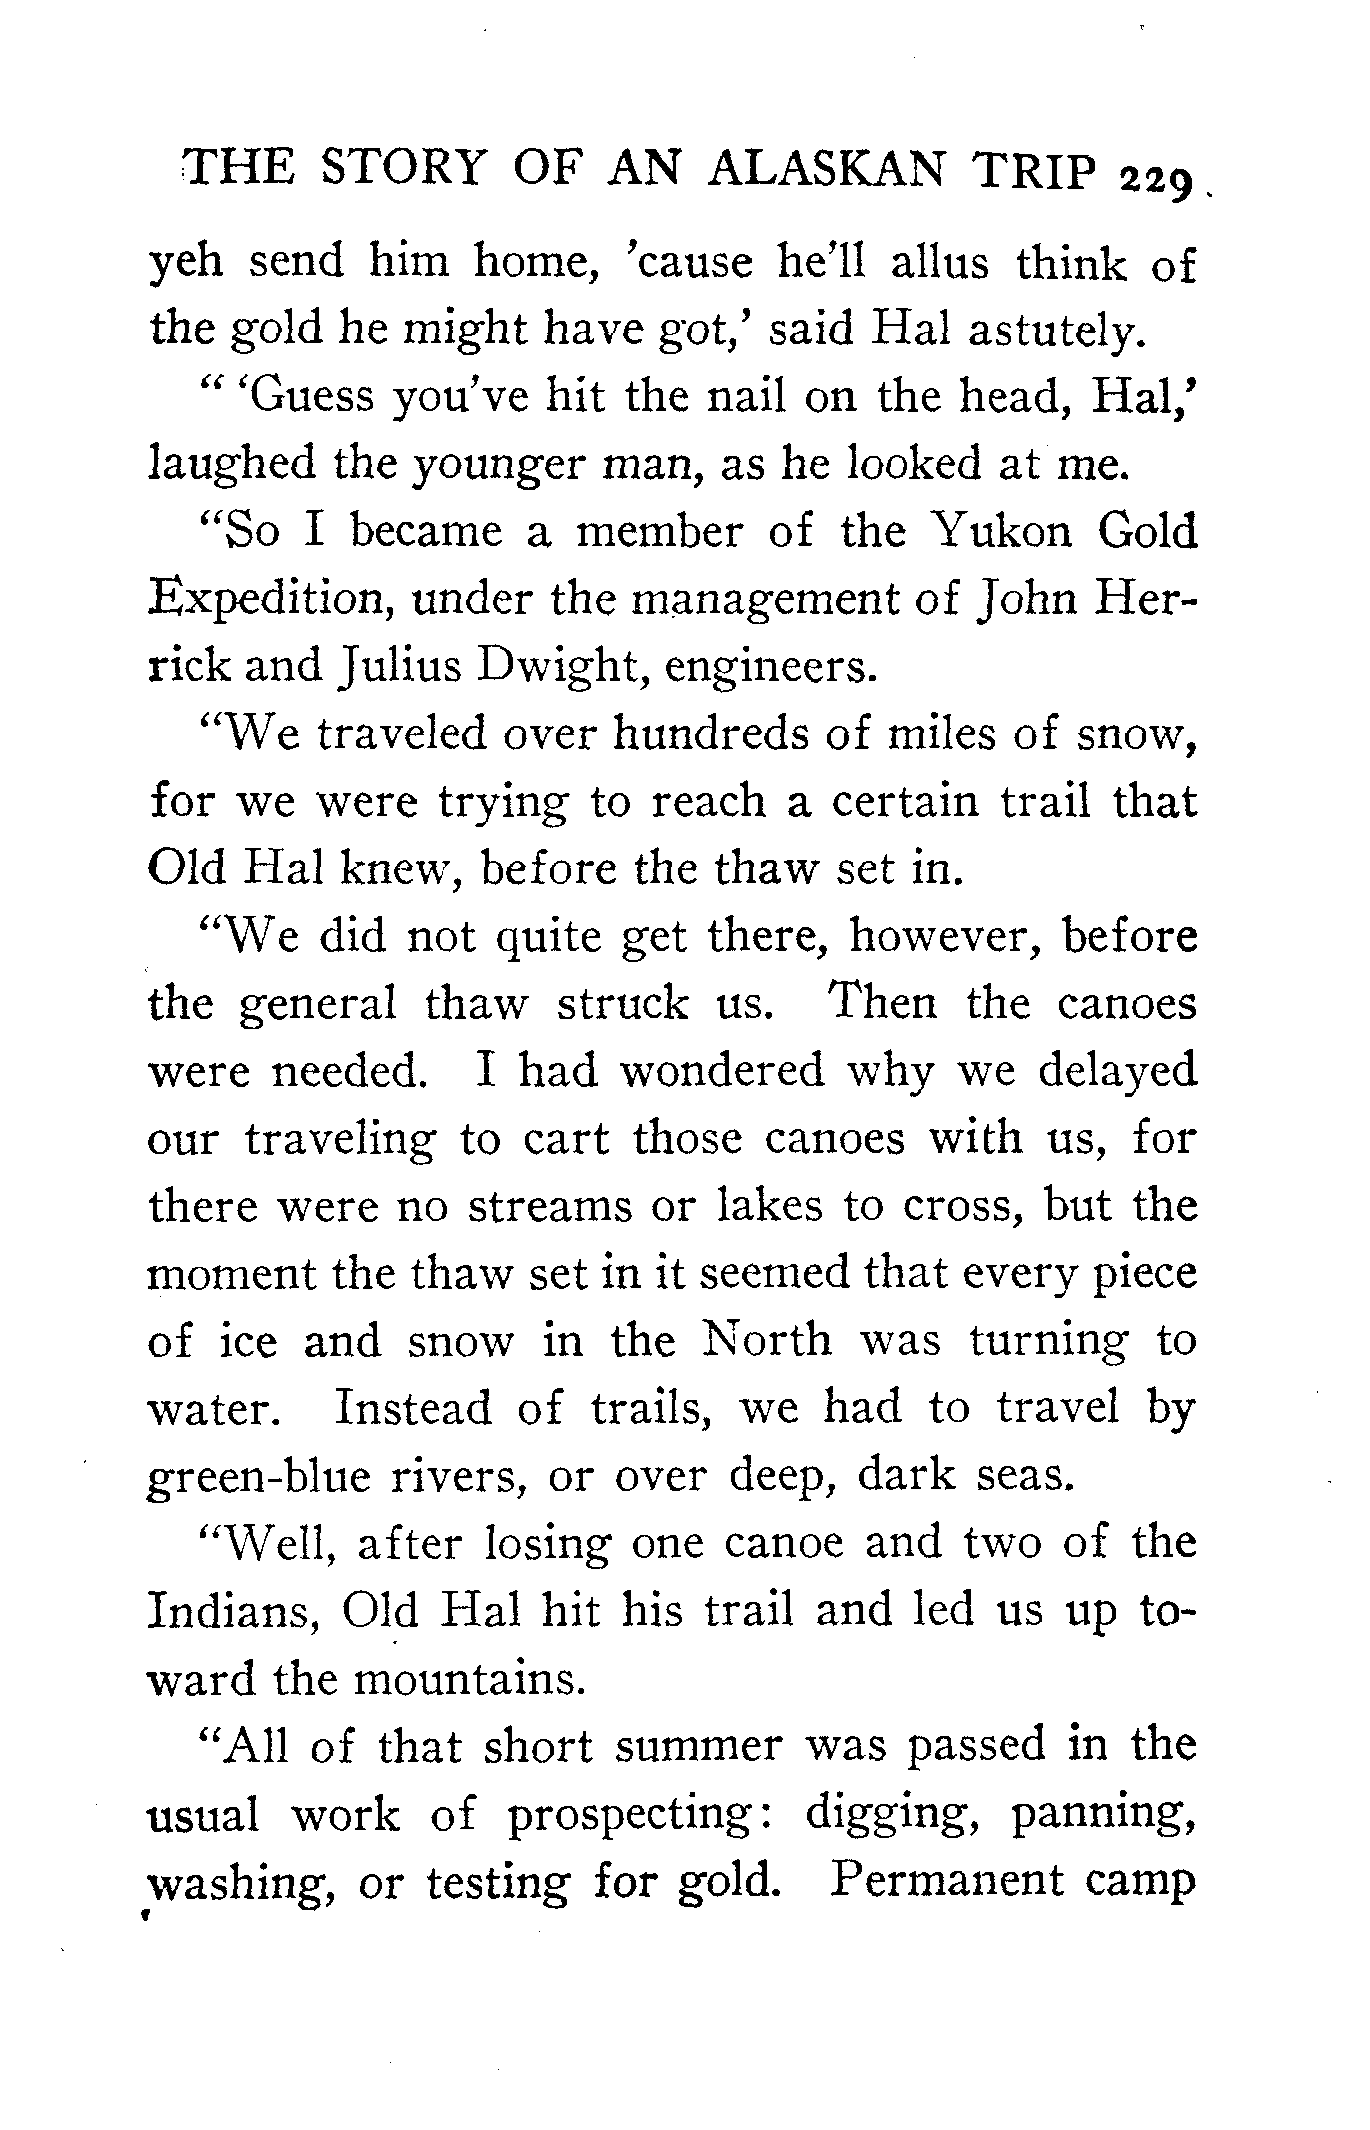 THE STORY OF AN ALASKAN TRIP 229
yeh send him home, 'cause he'll allus think of
the gold he might have got,' said Hal astutely.
" 'Guess you've hit the nail on the head, Hal,'
laughed the younger man, as he looked at me.
"So I became a member of the Yukon Gold
Expedition, under the management of John Her-
rick and Julius Dwight, engineers.
"We traveled over hundreds of miles of snow,
for we were trying to reach a certain trail that
Old Hal knew, before the thaw set in.
"We did not quite get there, however, before
the general thaw struck us. Then the canoes
were needed. I had wondered why we delayed
our traveling to cart those canoes with us, for
there were no streams or lakes to cross, but the
moment the thaw set in it seemed that every piece
of ice and snow in the North was turning to
water. Instead of trails, we had to travel by
green-blue rivers, or over deep, dark seas.
"Well, after losing one canoe and two of the
Indians, Old Hal hit his trail and led us up to-
ward the mountains.
"All of that short summer was passed in the
usual work of prospecting: digging, panning,
washing, or testing for gold. Permanent camp